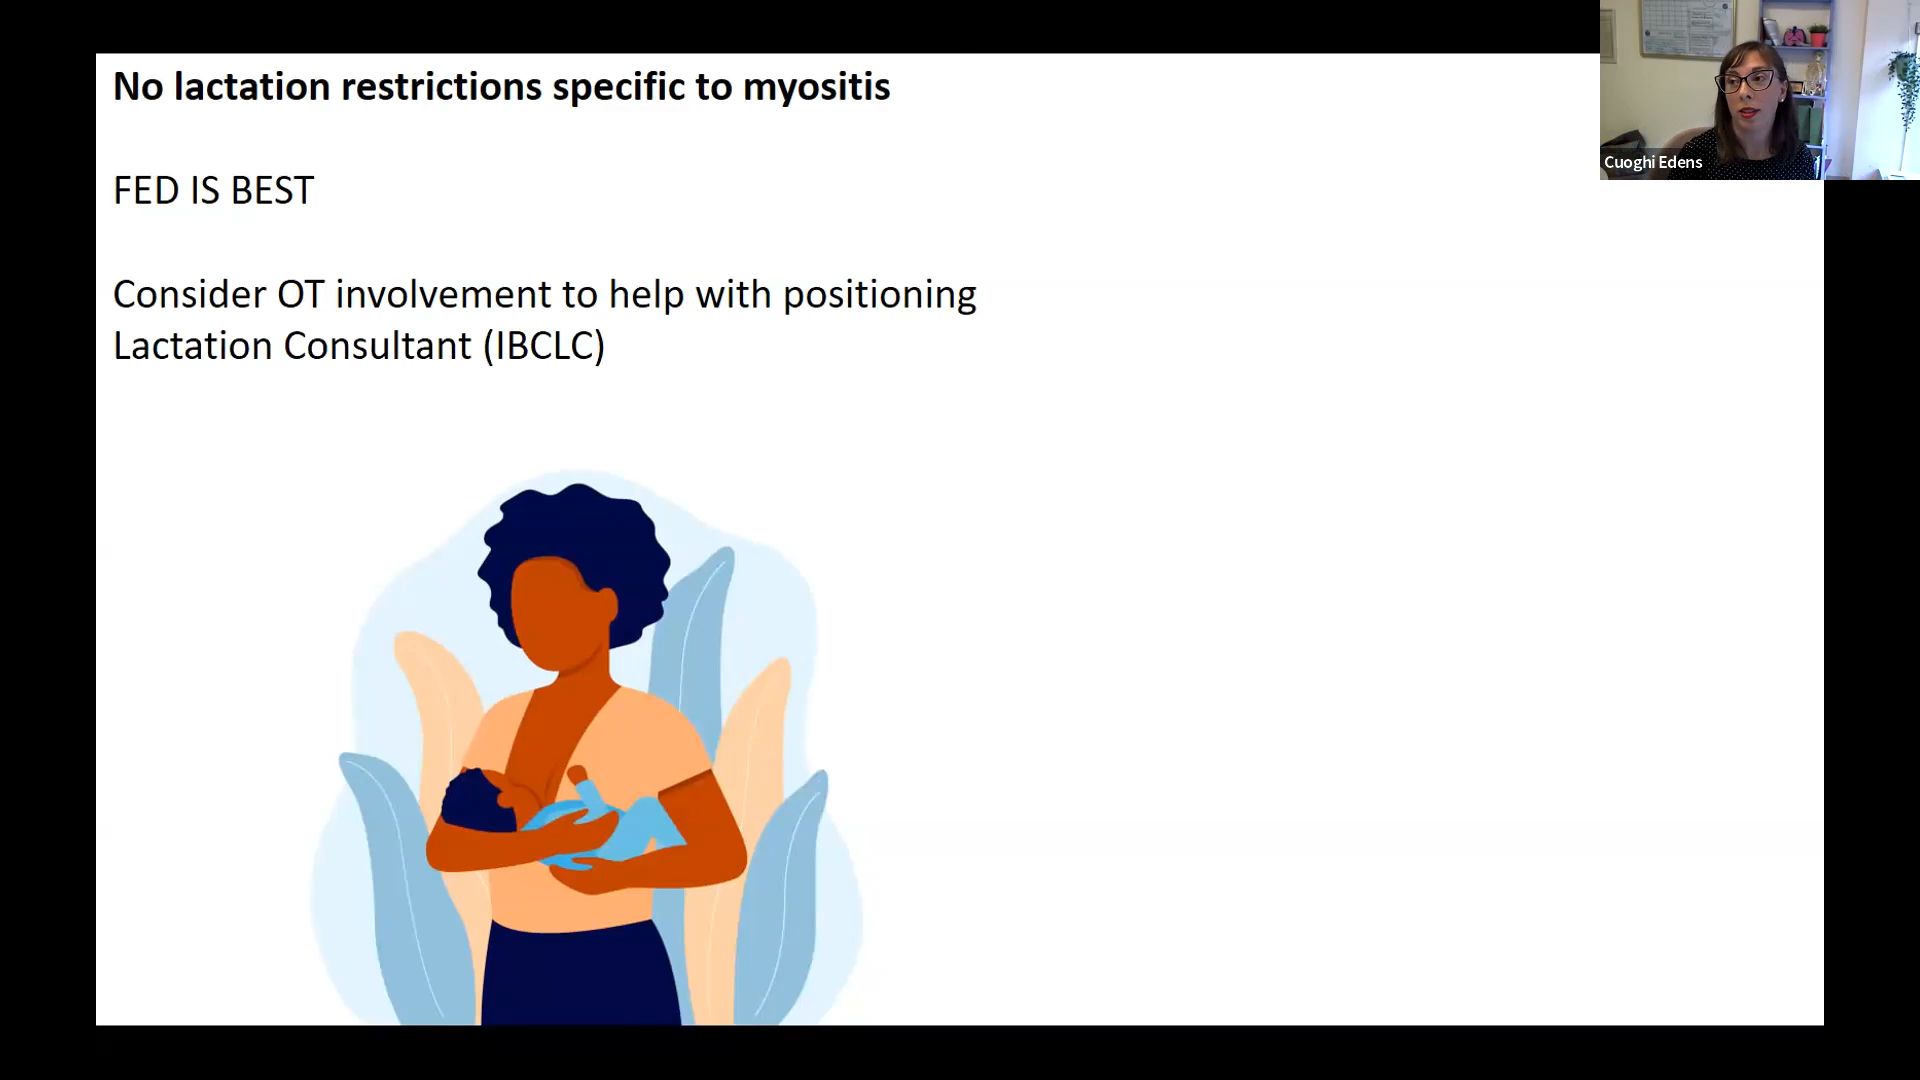 No lactation restrictions specific to myositis
FED IS BEST
Consider OT involvement to help with positioning
Lactation Consultant (IBCLC)
Cuoghi Edens